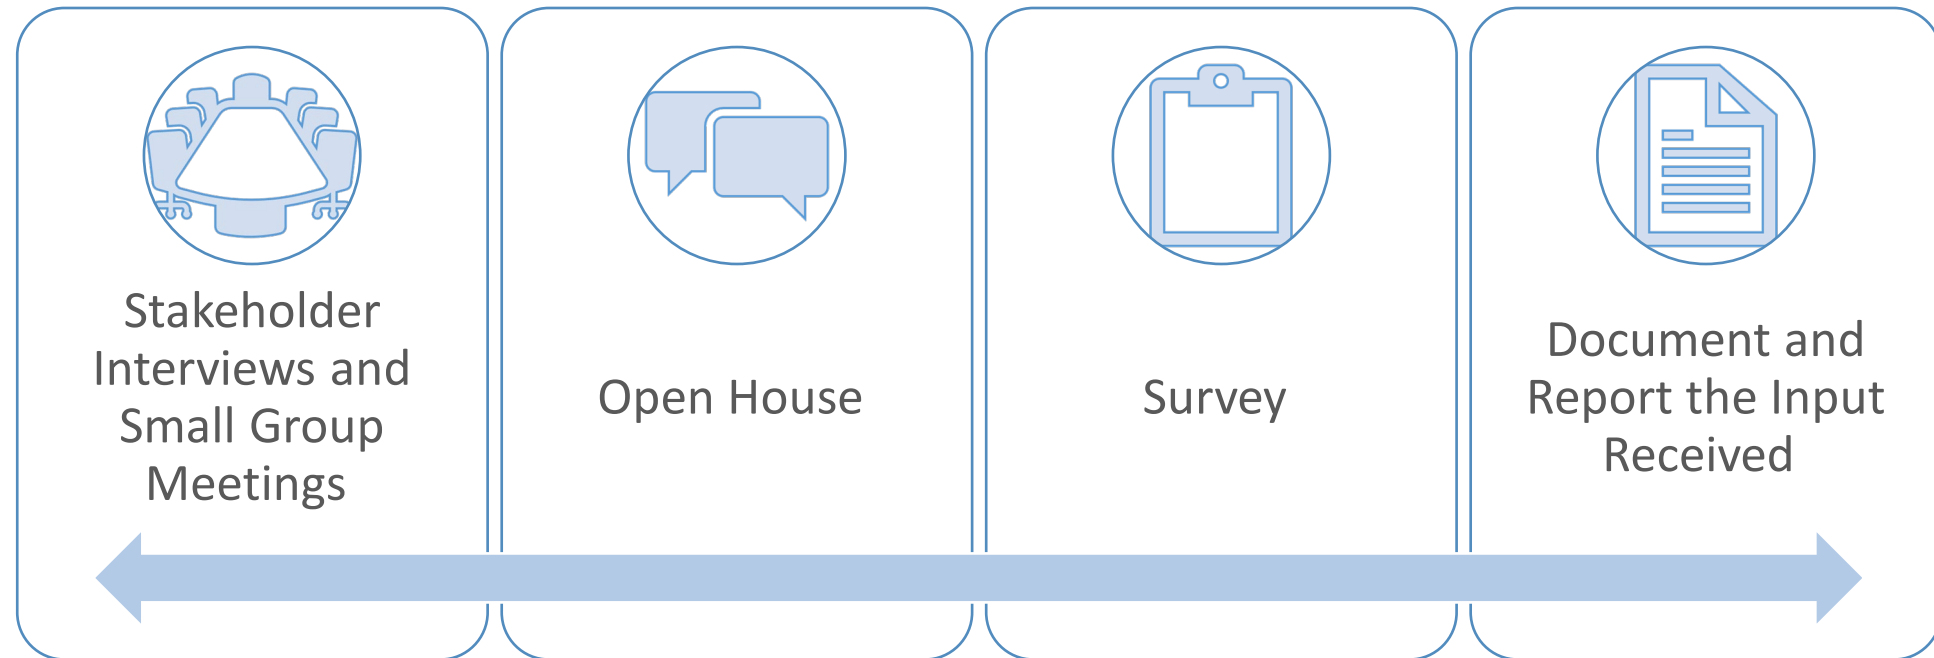 Stakeholder
Interviews and
Small Group
Meetings
Open House
Survey
Document and
Report the Input
Received